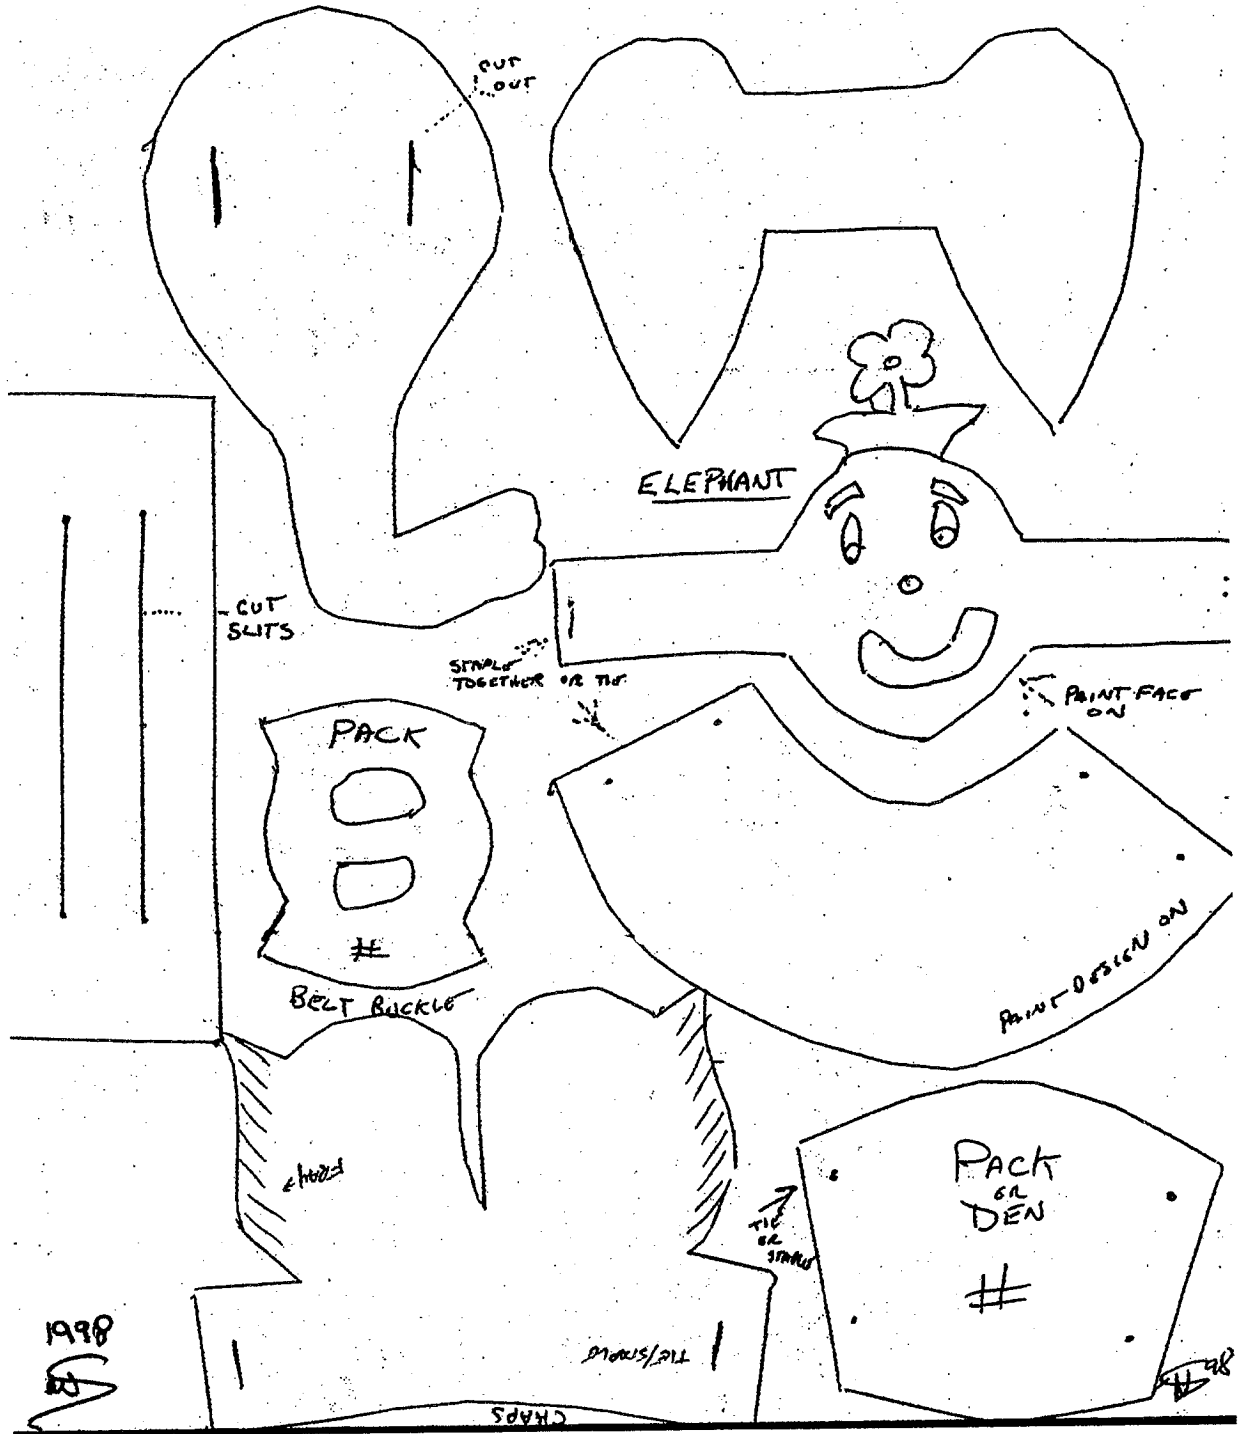 CUT
OUT
ELEPHANT
CUT
SLITS
STAPLE
TOGETHER OR TIE
PAINT FACE
ON
PACK
#
BELT BUCKLE
PAINT DESIGN ON
FRAY
PACK
OR
DEN
#
TIE
OR
STAPLE
TIE/STAPLE
CHAPS
1998
98